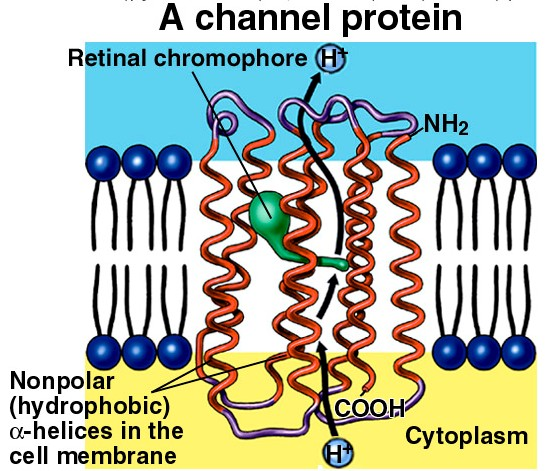 A channel protein
Retinal chromophore
H+
NH2
Nonpolar
(hydrophobic)
α-helices in the
cell membrane
COOH
Cytoplasm
H+